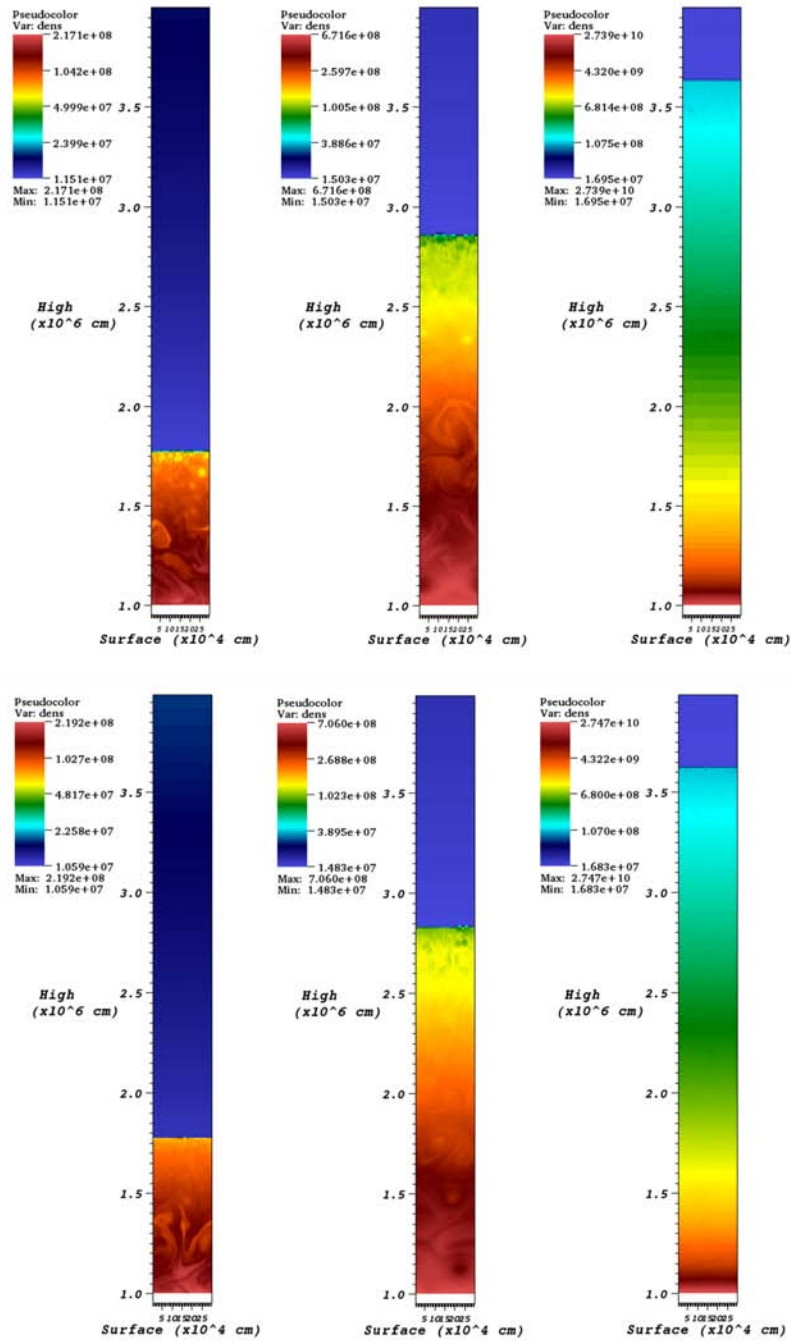 Pseudocolor
Var: dens
2.171e+08
1.042e+08
4.999e+07
2.399e+07
1.151e+07
Max: 2.171e+08
Min: 1.151e+07
3.5
3.0
2.5
2.0
1.5
1.0
High
(x10^6 cm)
5 10152025
Surface (x10^4 cm)
Pseudocolor
Var: dens
6.716e+08
2.597e+08
1.005e+08
3.886e+07
1.503e+07
Max: 6.716e+08
Min: 1.503e+07
3.5
3.0
2.5
2.0
1.5
1.0
High
(x10^6 cm)
5 10152025
Surface (x10^4 cm)
Pseudocolor
Var: dens
2.739e+10
4.320e+09
6.814e+08
1.075e+08
1.695e+07
Max: 2.739e+10
Min: 1.695e+07
3.5
3.0
2.5
2.0
1.5
1.0
High
(x10^6 cm)
5 10152025
Surface (x10^4 cm)
Pseudocolor
Var: dens
2.192e+08
1.027e+08
4.817e+07
2.258e+07
1.059e+07
Max: 2.192e+08
Min: 1.059e+07
3.5
3.0
2.5
2.0
1.5
1.0
High
(x10^6 cm)
5 10152025
Surface (x10^4 cm)
Pseudocolor
Var: dens
7.060e+08
2.688e+08
1.023e+08
3.895e+07
1.483e+07
Max: 7.060e+08
Min: 1.483e+07
3.5
3.0
2.5
2.0
1.5
1.0
High
(x10^6 cm)
5 10152025
Surface (x10^4 cm)
Pseudocolor
Var: dens
2.747e+10
4.322e+09
6.800e+08
1.070e+08
1.683e+07
Max: 2.747e+10
Min: 1.683e+07
3.5
3.0
2.5
2.0
1.5
1.0
High
(x10^6 cm)
5 10152025
Surface (x10^4 cm)